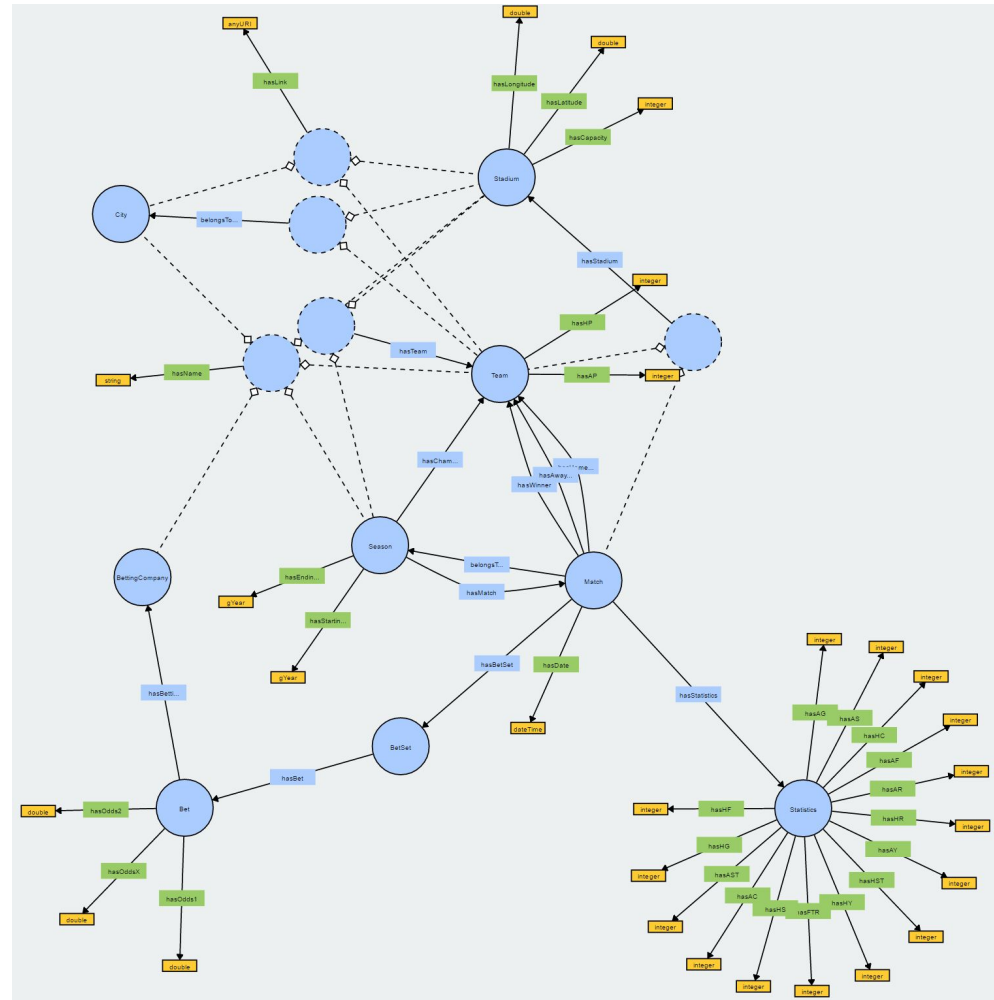 double
anyURI
double
hasLink
hasLongitude
hasLatitude
integer
hasCapacity
Stadium
City
belongsTo...
hasStadium
integer
hasHP
hasTeam
hasName
Team
hasAP
integer
string
hasCham...
hasAway...
hasWinner
Season
belongsT...
BettingCompany
hasEndin...
Match
hasMatch
gYear
hasStartin...
integer
integer
hasBetSet
hasDate
gYear
integer
hasBetti...
hasStatistics
hasAG
hasAS
integer
dateTime
hasHC
BetSet
hasAF
integer
hasBet
hasAR
double
hasOdds2
Bet
integer
hasHF
Statistics
hasHR
integer
hasHG
hasAY
hasOddsX
integer
hasAST
hasHST
integer
hasOdds1
hasAC
hasHS
hasHY
double
integer
integer
double
integer
integer
integer
integer